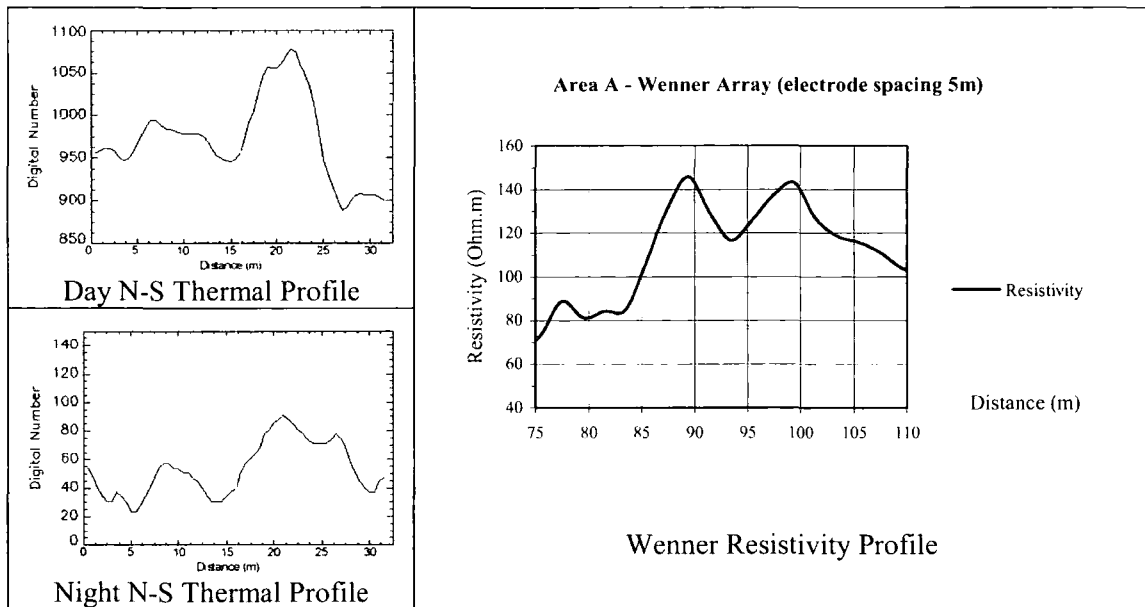 1100
1050
1000
950
900
850
Digital Number
0 5 10 15 20 25 30
Distance (m)
Day N-S Thermal Profile
140
120
100
80
60
40
20
0
Digital Number
0 5 10 15 20 25 30
Distance (m)
Night N-S Thermal Profile
Area A - Wenner Array (electrode spacing 5m)
160
140
120
100
80
60
40
Resistivity (Ohm.m)
75 80 85 90 95 100 105 110
Resistivity
Distance (m)
Wenner Resistivity Profile